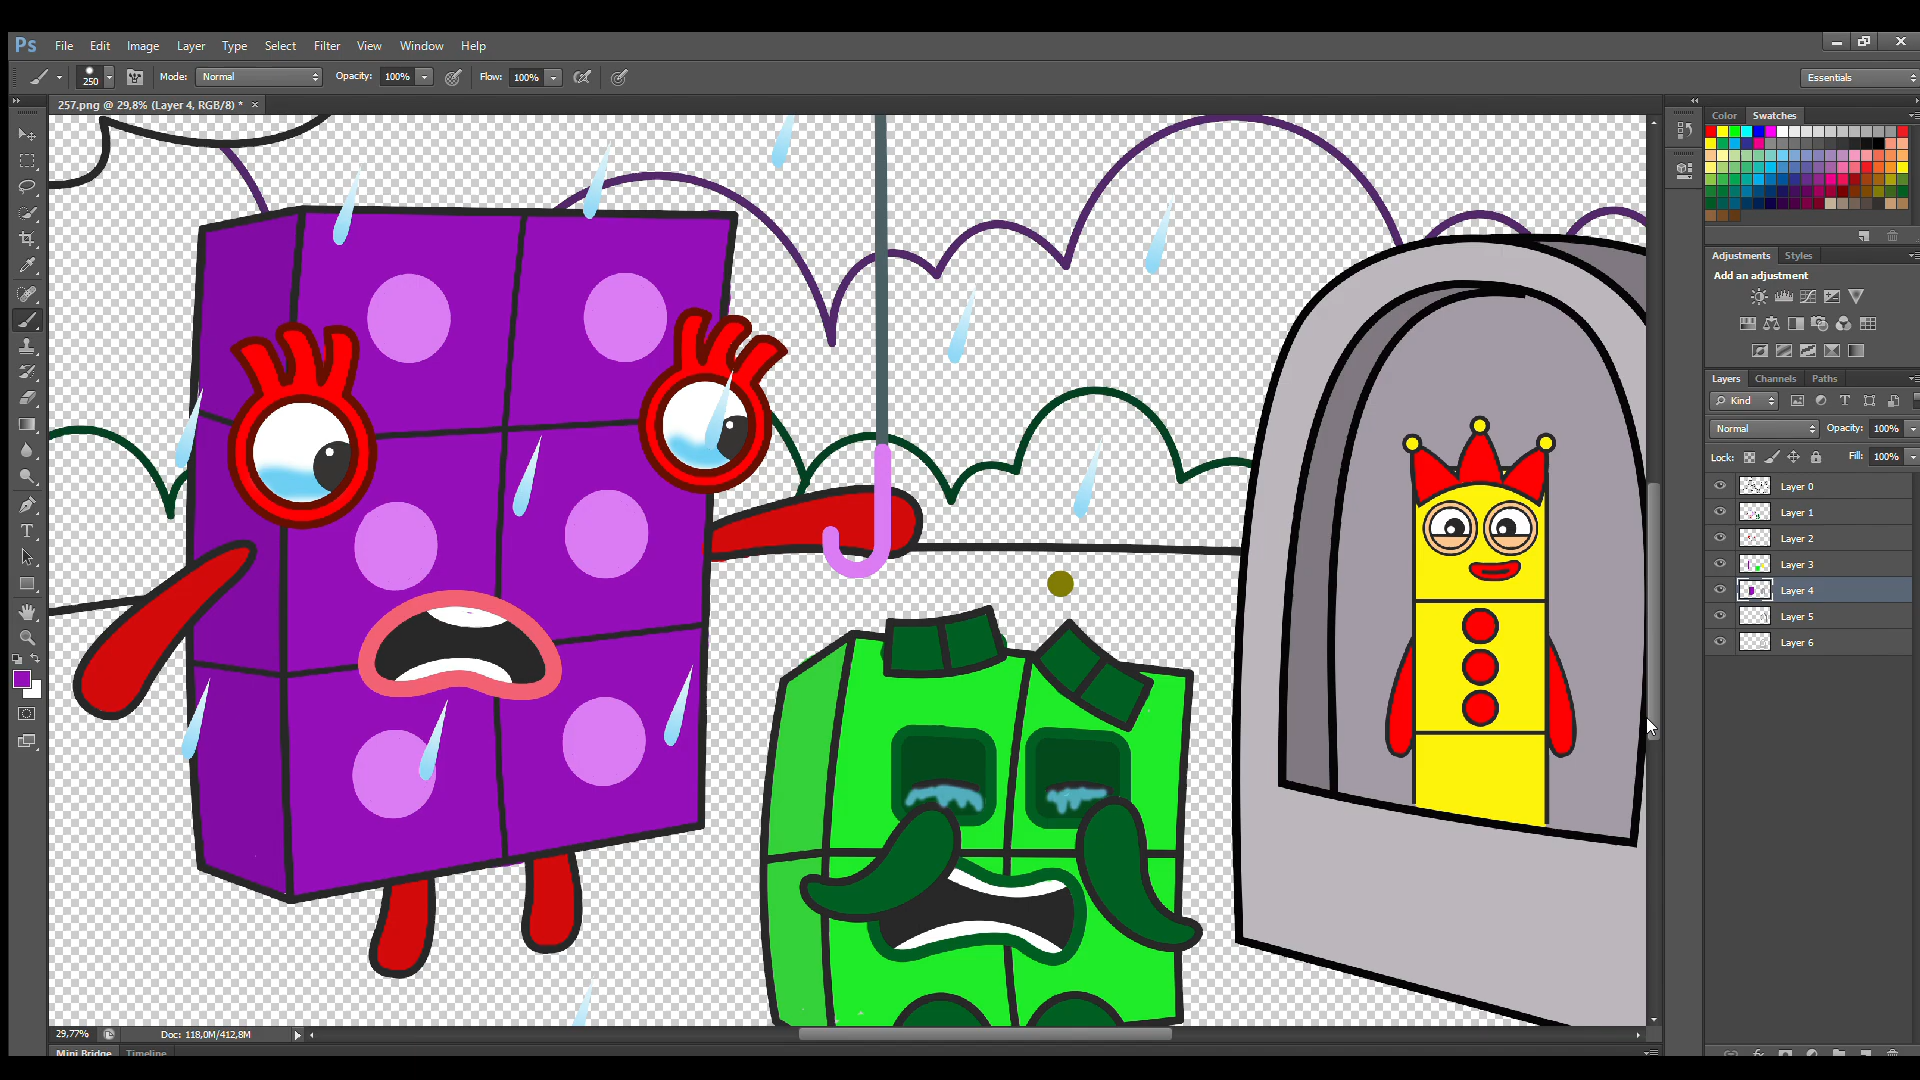 Ps File Edit Image Layer Type Select Filter View Window Help
250 Mode: Normal Opacity: 100% Flow: 100% Essentials
257.png @ 29,8% (Layer 4, RGB/8) * ×
Color Swatches
Adjustments Styles
Add an adjustment
Layers Channels Paths
Kind
Normal Opacity: 100%
Lock: Fill: 100%
Layer 0
Layer 1
Layer 2
Layer 3
Layer 4
Layer 5
Layer 6
29,77% Doc: 118,0M/412,8M
Mini Bridge Timeline